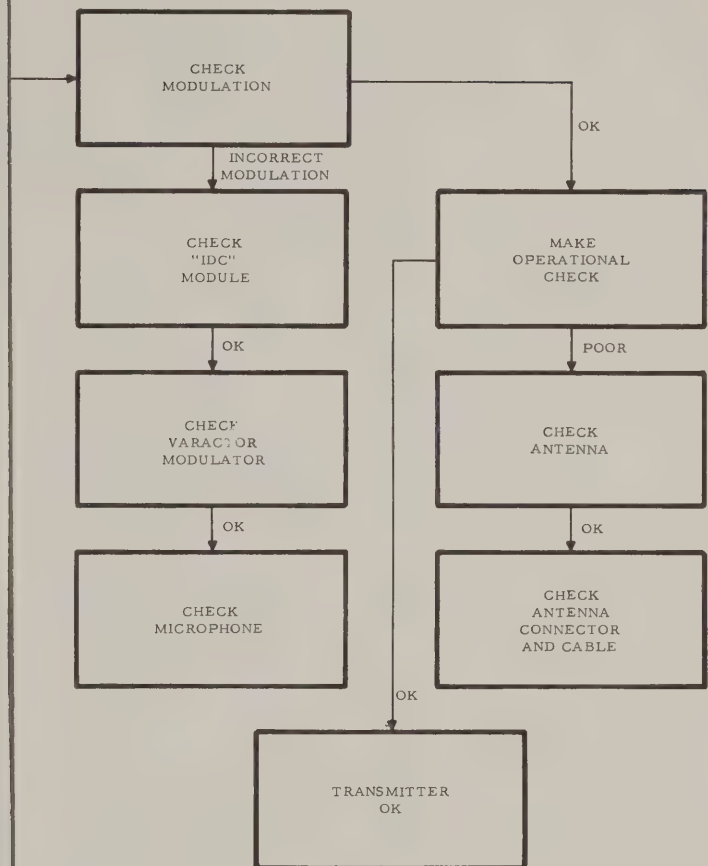 CHECK
MODULATION
OK
INCORRECT
MODULATION
CHECK
"IDC"
MODULE
MAKE
OPERATIONAL
CHECK
OK
POOR
CHECK
VARACTOR
MODULATOR
CHECK
ANTENNA
OK
OK
CHECK
MICROPHONE
CHECK
ANTENNA
CONNECTOR
AND CABLE
OK
TRANSMITTER
OK